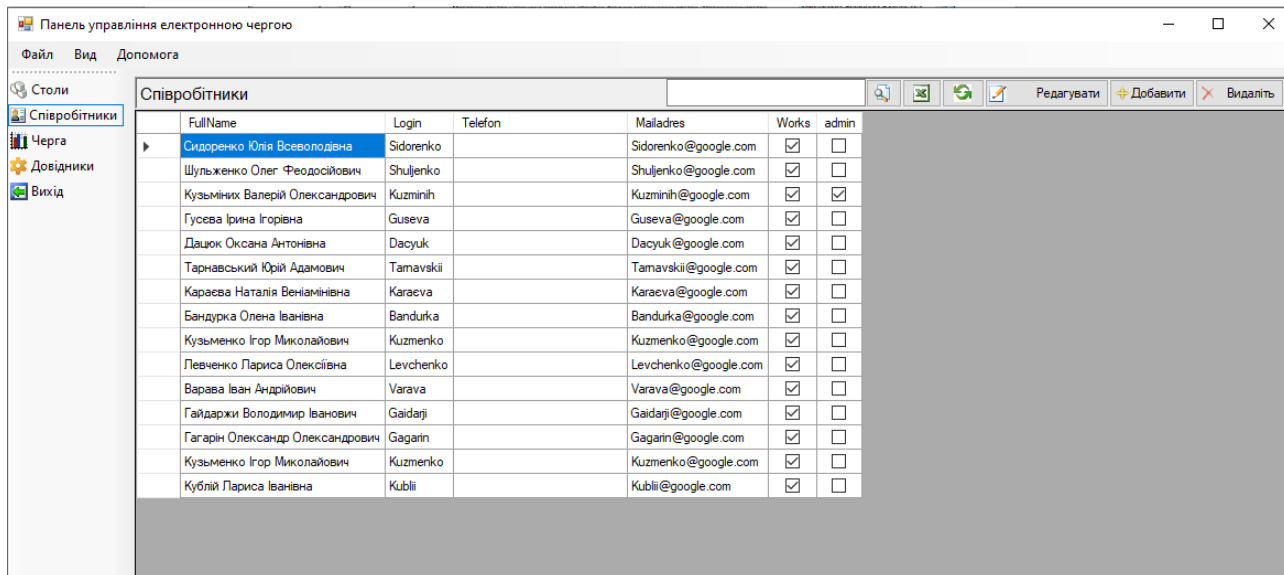 Панель управління електронною чергою
Файл Вид Допомога
Столи
Співробітники
Черга
Довідники
Вихід
Співробітники Редагувати Добавити Видаліть
FullName Login Telefon Mailadres Works admin
Сидоренко Юлія Всеволодівна Sidorenko Sidorenko@google.com
Шульженко Олег Феодосійович Shuljenko Shuljenko@google.com
Кузьміних Валерій Олександрович Kuzminih Kuzminih@google.com
Гусєва Ірина Ігорівна Guseva Guseva@google.com
Дацюк Оксана Антонівна Dacyuk Dacyuk@google.com
Тарнавський Юрій Адамович Tarnavskii Tarnavskii@google.com
Караєва Наталія Веніамінівна Karaєva Karaєva@google.com
Бандурка Олена Іванівна Bandurka Bandurka@google.com
Кузьменко Ігор Миколайович Kuzmenko Kuzmenko@google.com
Левченко Лариса Олексіївна Levchenko Levchenko@google.com
Варава Іван Андрійович Varava Varava@google.com
Гайдаржи Володимир Іванович Gaidarji Gaidarji@google.com
Гагарін Олександр Олександрович Gagarin Gagarin@google.com
Кузьменко Ігор Миколайович Kuzmenko Kuzmenko@google.com
Кублій Лариса Іванівна Kublii Kublii@google.com